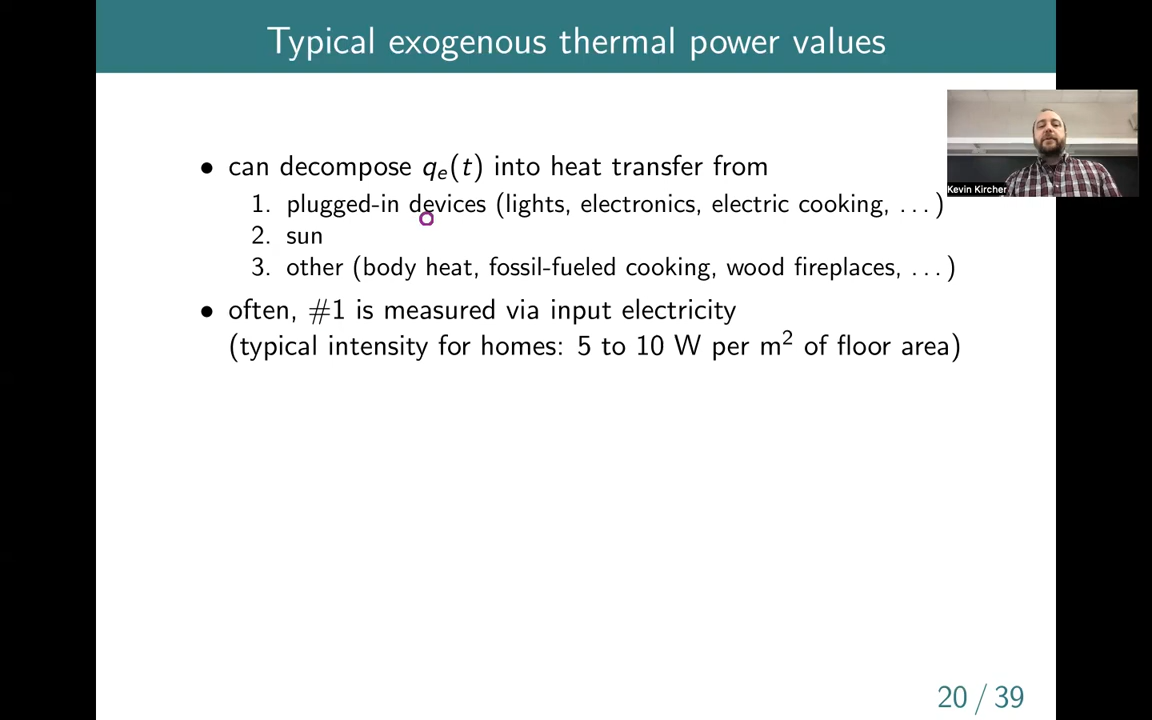 Typical exogenous thermal power values
• can decompose qₑ(t) into heat transfer from
1. plugged-in devices (lights, electronics, electric cooking, ...)
2. sun
3. other (body heat, fossil-fueled cooking, wood fireplaces, ...)
• often, #1 is measured via input electricity
(typical intensity for homes: 5 to 10 W per m² of floor area)
Kevin Kircher
20 / 39